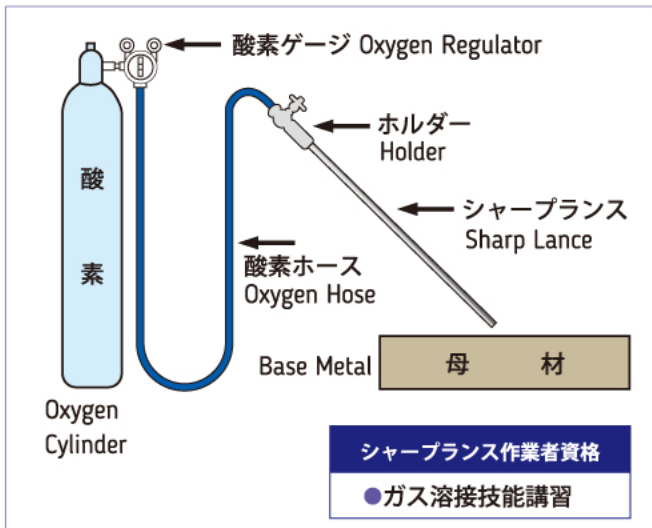 酸素ゲージ Oxygen Regulator
ホルダー
Holder
シャープランス
Sharp Lance
酸
素
酸素ホース
Oxygen Hose
Base Metal
母 材
Oxygen
Cylinder
シャープランス作業者資格
●ガス溶接技能講習